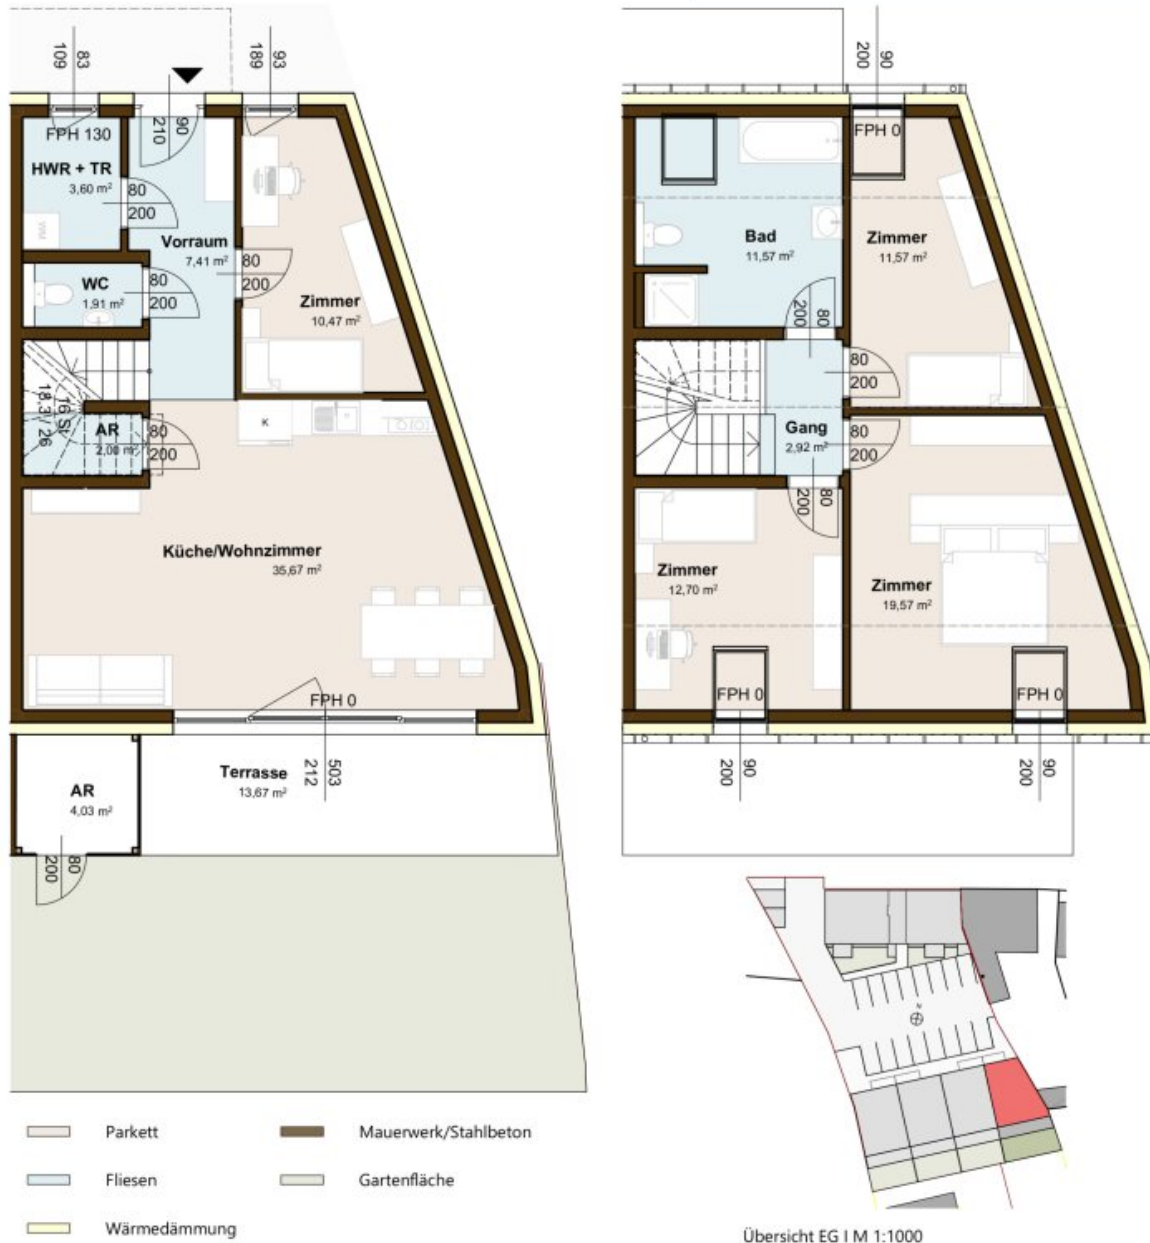 83
109
93
189
90
210
FPH 130
HWR + TR
3,60 m²
80
200
Vorraum
7,41 m²
80
200
WC
1,91 m²
80
200
Zimmer
10,47 m²
16 St
18,3 / 26
AR
2,00 m²
80
200
K
Küche/Wohnzimmer
35,67 m²
FPH 0
503
212
Terrasse
13,67 m²
AR
4,03 m²
80
200
90
200
FPH 0
Bad
11,57 m²
Zimmer
11,57 m²
80
200
80
200
Gang
2,92 m²
80
200
80
200
Zimmer
12,70 m²
Zimmer
19,57 m²
FPH 0
FPH 0
90
200
90
200
N
Parkett
Mauerwerk/Stahlbeton
Fliesen
Gartenfläche
Wärmedämmung
Übersicht EG I M 1:1000